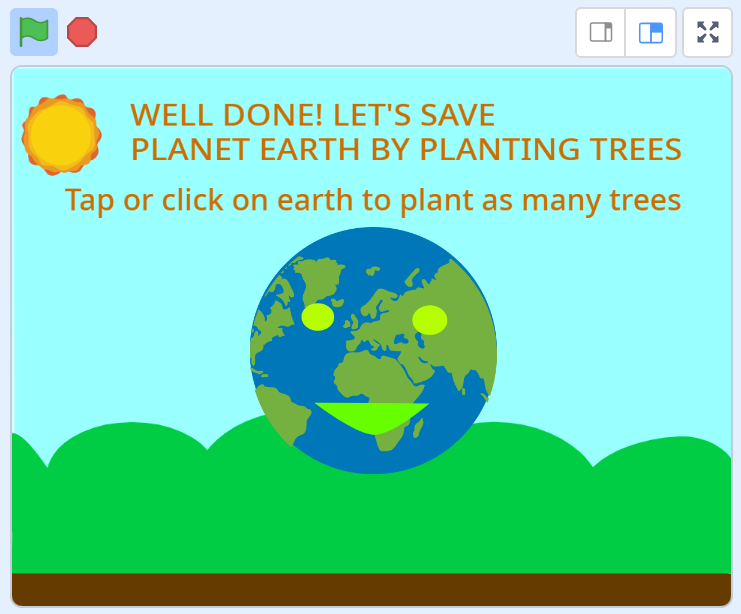 WELL DONE! LET'S SAVE
PLANET EARTH BY PLANTING TREES
Tap or click on earth to plant as many trees